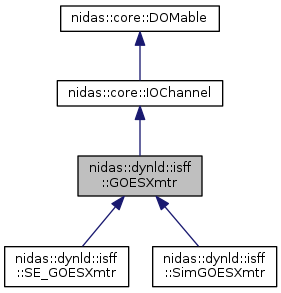 nidas::core::DOMable
nidas::core::IOChannel
nidas::dynld::isff
::GOESXmtr
nidas::dynld::isff
::SE_GOESXmtr
nidas::dynld::isff
::SimGOESXmtr